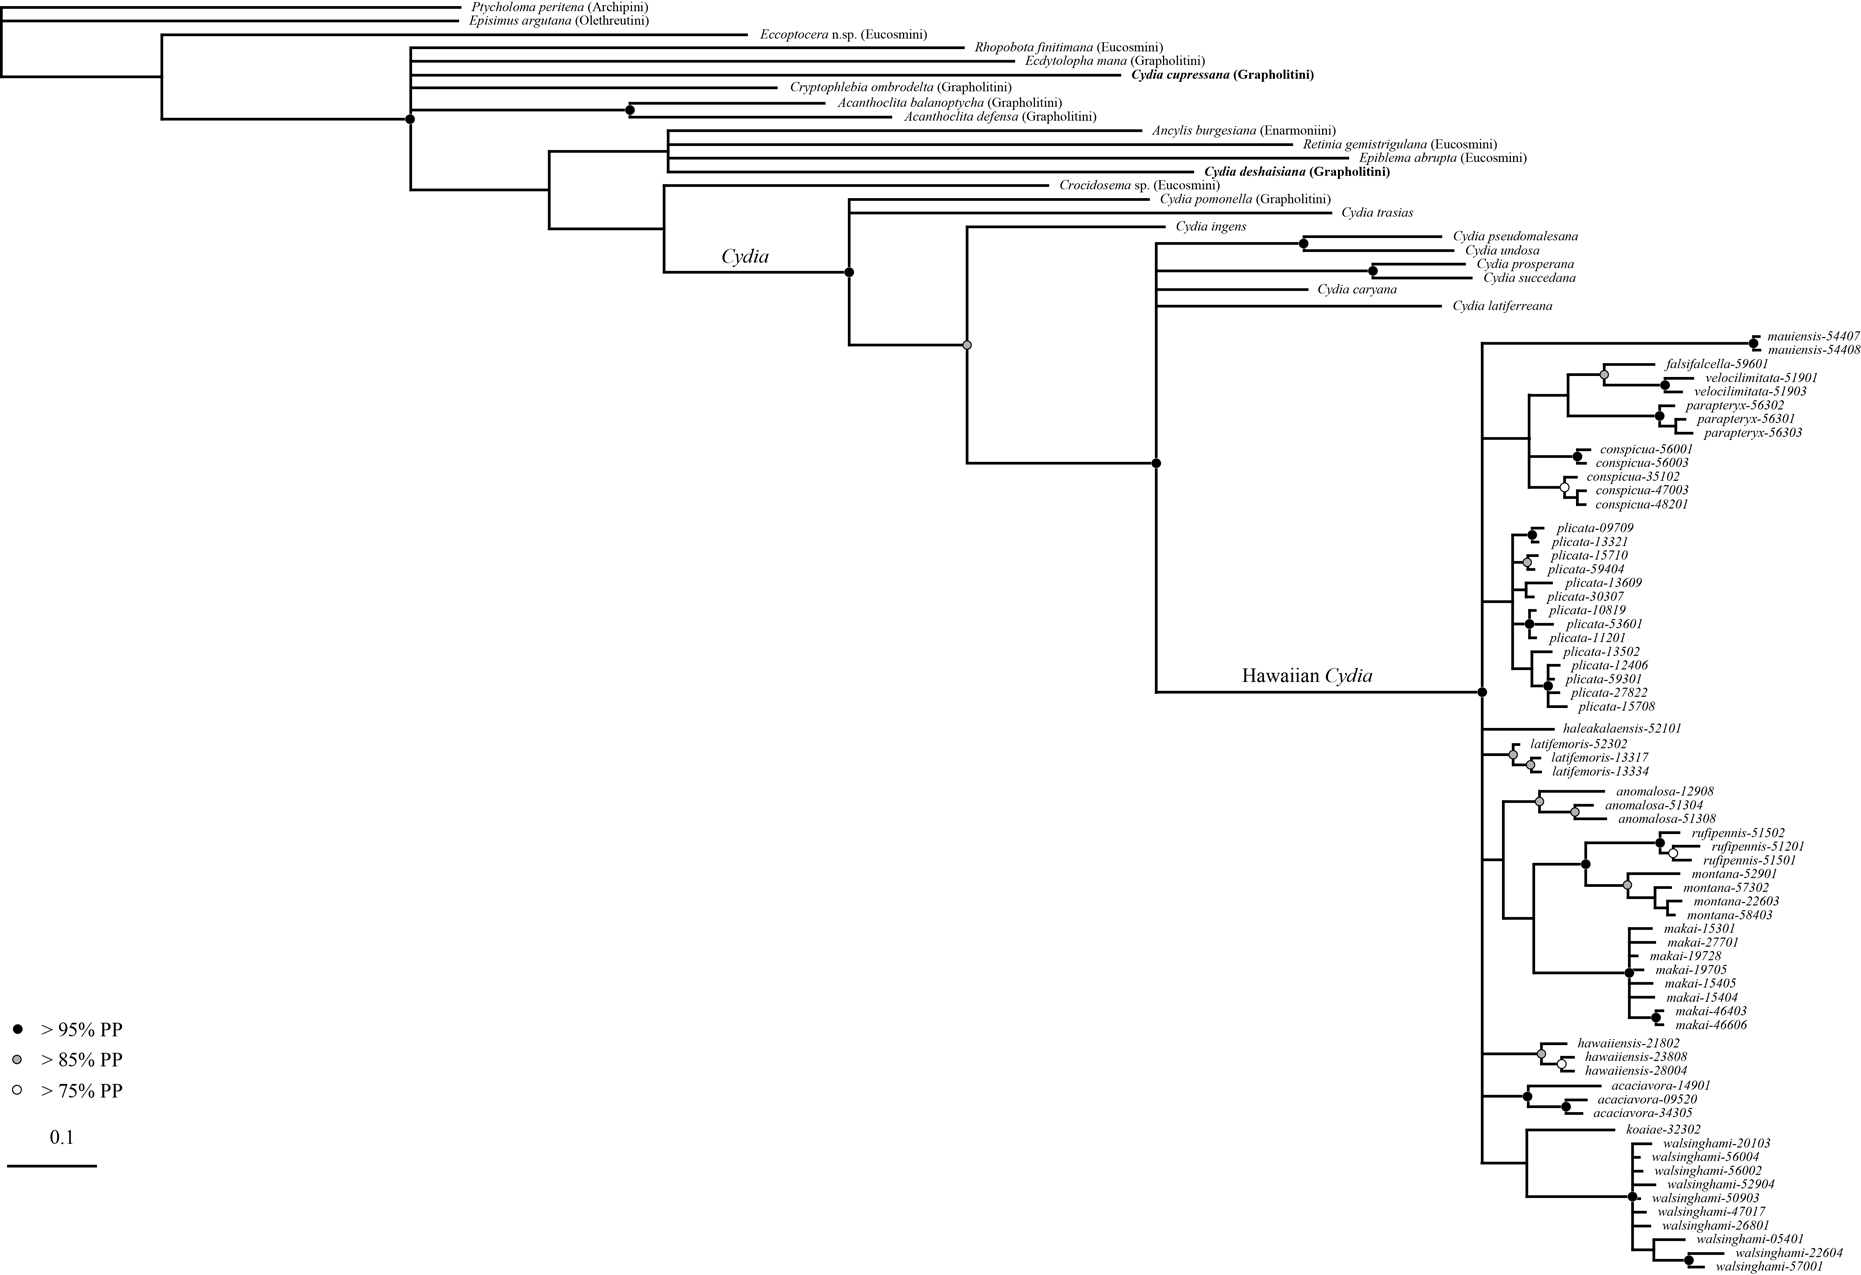 Ptycholoma peritena (Archipini)
Episimus argutana (Olethreutini)
Eccoptocera n.sp. (Eucosmini)
Rhopobota finitimana (Eucosmini)
Ecdytolopha mana (Grapholitini)
Cydia cupressana (Grapholitini)
Cryptophlebia ombrodelta (Grapholitini)
Acanthoclita balanoptycha (Grapholitini)
Acanthoclita defensa (Grapholitini)
Ancylis burgesiana (Enarmoniini)
Retinia gemistrigulana (Eucosmini)
Epiblema abrupta (Eucosmini)
Cydia deshaisiana (Grapholitini)
Crocidosema sp. (Eucosmini)
Cydia pomonella (Grapholitini)
Cydia trasias
Cydia ingens
Cydia pseudomalesana
Cydia undosa
Cydia
Cydia prosperana
Cydia succedana
Cydia caryana
Cydia latiferreana
mauiensis-54407
mauiensis-54408
falsifalcella-59601
velocilimitata-51901
velocilimitata-51903
parapteryx-56302
parapteryx-56301
parapteryx-56303
conspicua-56001
conspicua-56003
conspicua-35102
conspicua-47003
conspicua-48201
plicata-09709
plicata-13321
plicata-15710
plicata-59404
plicata-13609
plicata-30307
plicata-10819
plicata-53601
plicata-11201
plicata-13502
plicata-12406
Hawaiian Cydia
plicata-59301
plicata-27822
plicata-15708
haleakalaensis-52101
latifemoris-52302
latifemoris-13317
latifemoris-13334
anomalosa-12908
anomalosa-51304
anomalosa-51308
rufipennis-51502
rufipennis-51201
rufipennis-51501
montana-52901
montana-57302
montana-22603
montana-58403
makai-15301
makai-27701
makai-19728
makai-19705
makai-15405
makai-15404
makai-46403
makai-46606
> 95% PP
> 85% PP
> 75% PP
0.1
hawaiiensis-21802
hawaiiensis-23808
hawaiiensis-28004
acaciavora-14901
acaciavora-09520
acaciavora-34305
koaiae-32302
walsinghami-20103
walsinghami-56004
walsinghami-56002
walsinghami-52904
walsinghami-50903
walsinghami-47017
walsinghami-26801
walsinghami-05401
walsinghami-22604
walsinghami-57001